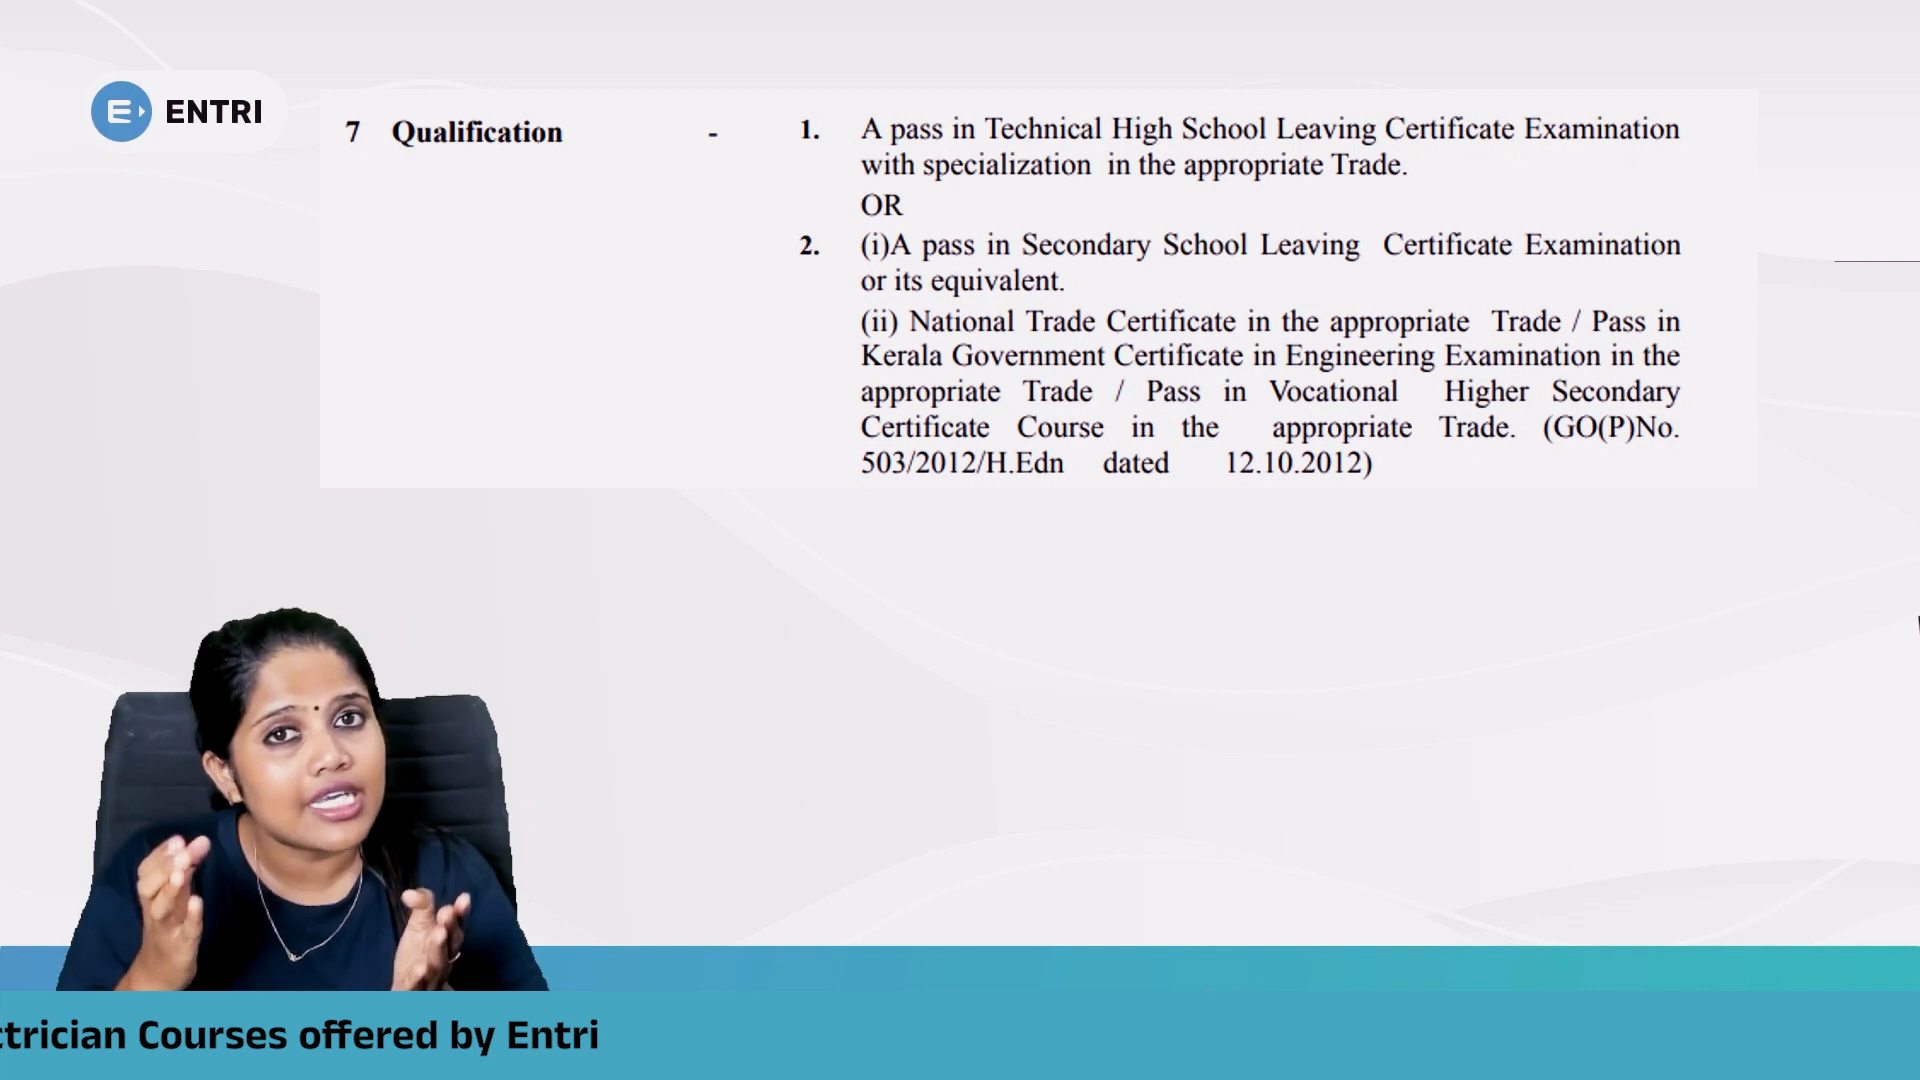 ENTRI
7 Qualification - 1. A pass in Technical High School Leaving Certificate Examination
with specialization in the appropriate Trade.
OR
2. (i)A pass in Secondary School Leaving Certificate Examination
or its equivalent.
(ii) National Trade Certificate in the appropriate Trade / Pass in
Kerala Government Certificate in Engineering Examination in the
appropriate Trade / Pass in Vocational Higher Secondary
Certificate Course in the appropriate Trade. (GO(P)No.
503/2012/H.Edn dated 12.10.2012)
ctrician Courses offered by Entri